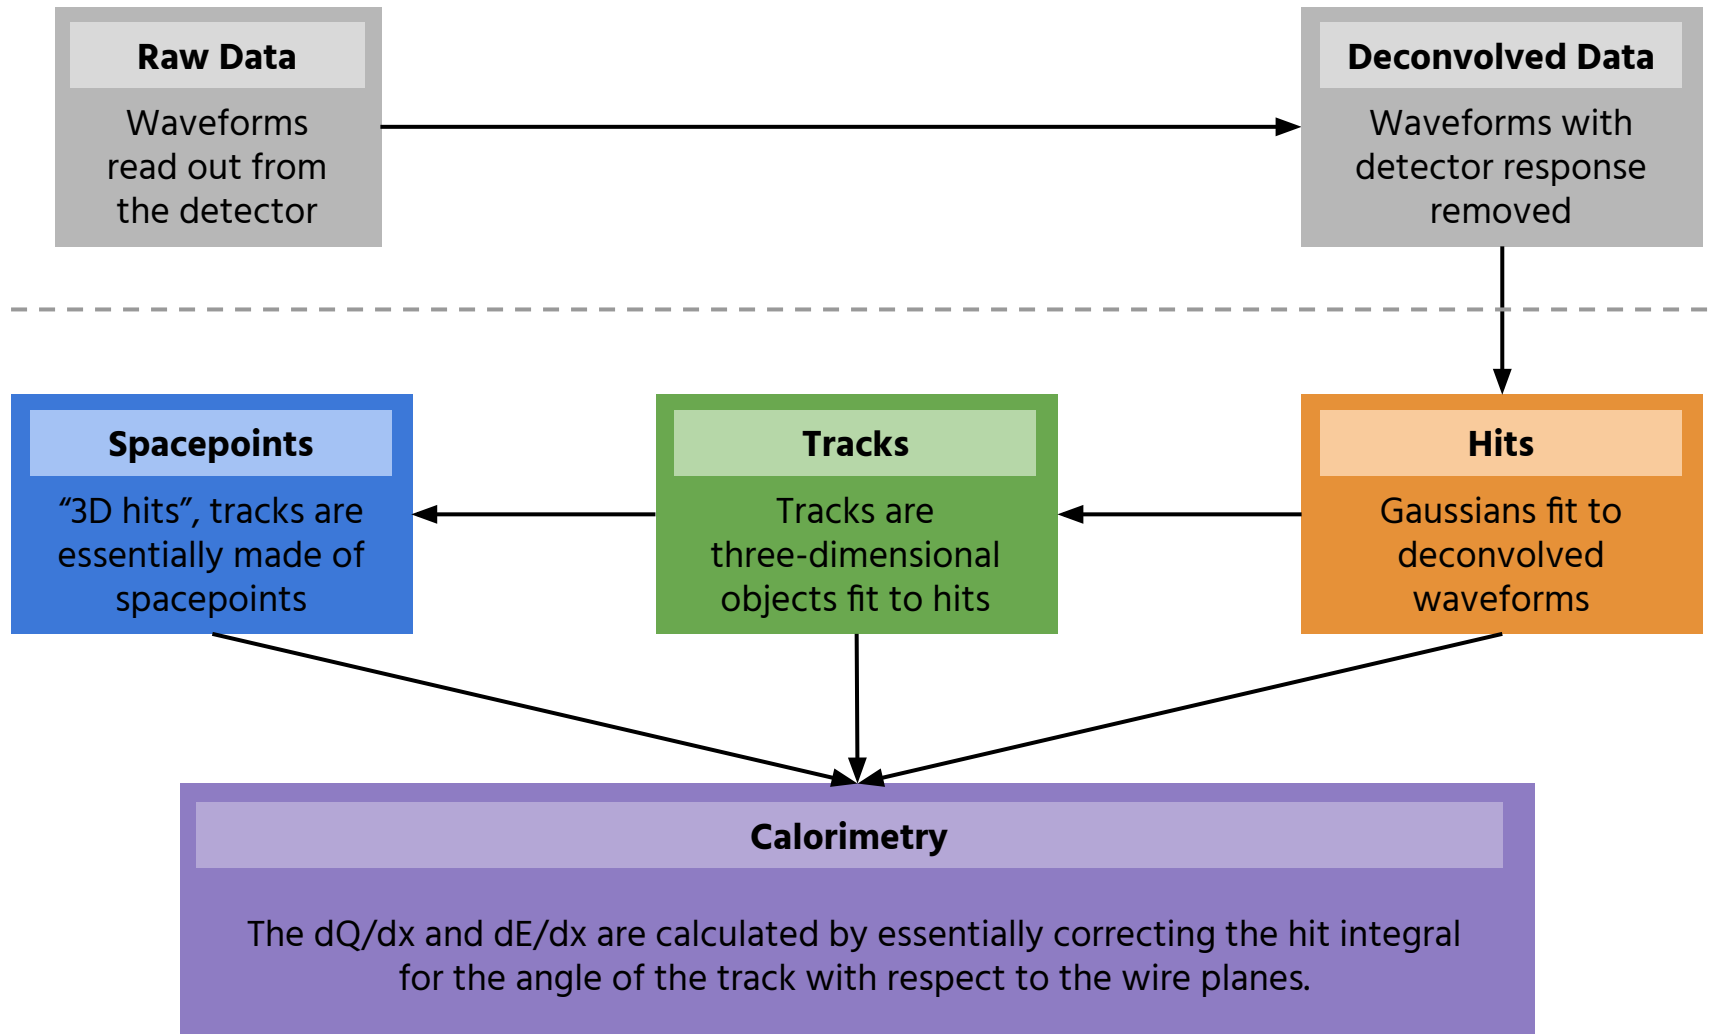 Raw Data
Waveforms
read out from
the detector
Deconvolved Data
Waveforms with
detector response
removed
Spacepoints
“3D hits”, tracks are
essentially made of
spacepoints
Tracks
Tracks are
three-dimensional
objects fit to hits
Hits
Gaussians fit to
deconvolved
waveforms
Calorimetry
The dQ/dx and dE/dx are calculated by essentially correcting the hit integral
for the angle of the track with respect to the wire planes.